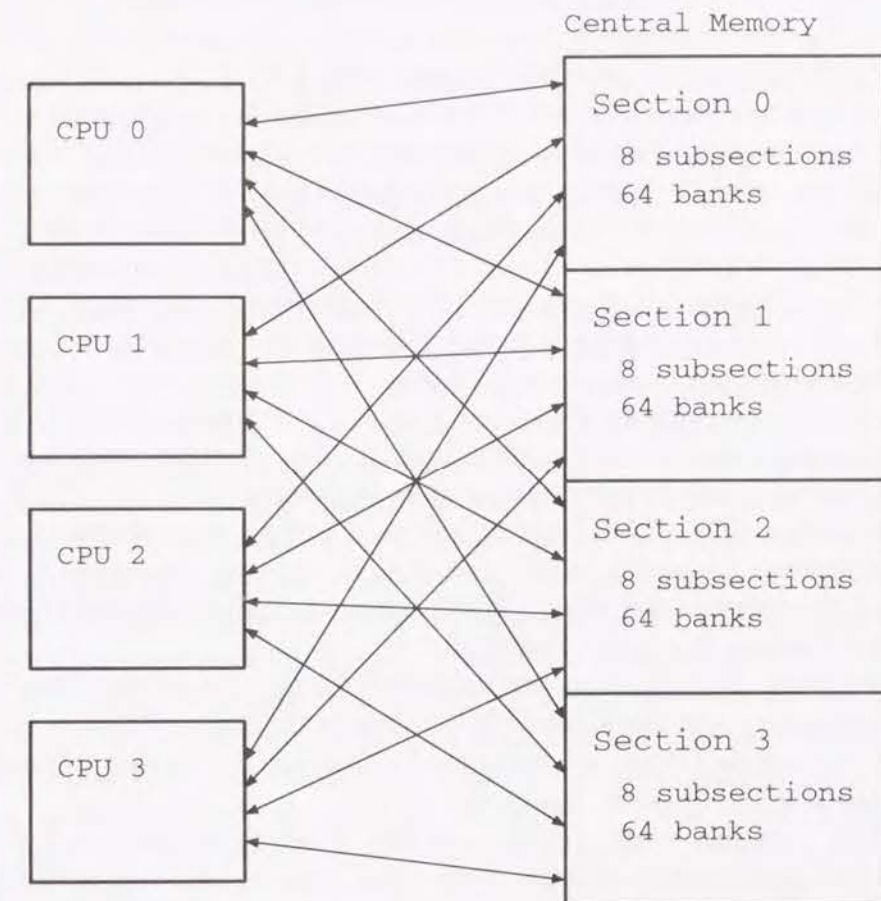 Central Memory
CPU 0
CPU 1
CPU 2
CPU 3
Section 0
8 subsections
64 banks
Section 1
8 subsections
64 banks
Section 2
8 subsections
64 banks
Section 3
8 subsections
64 banks